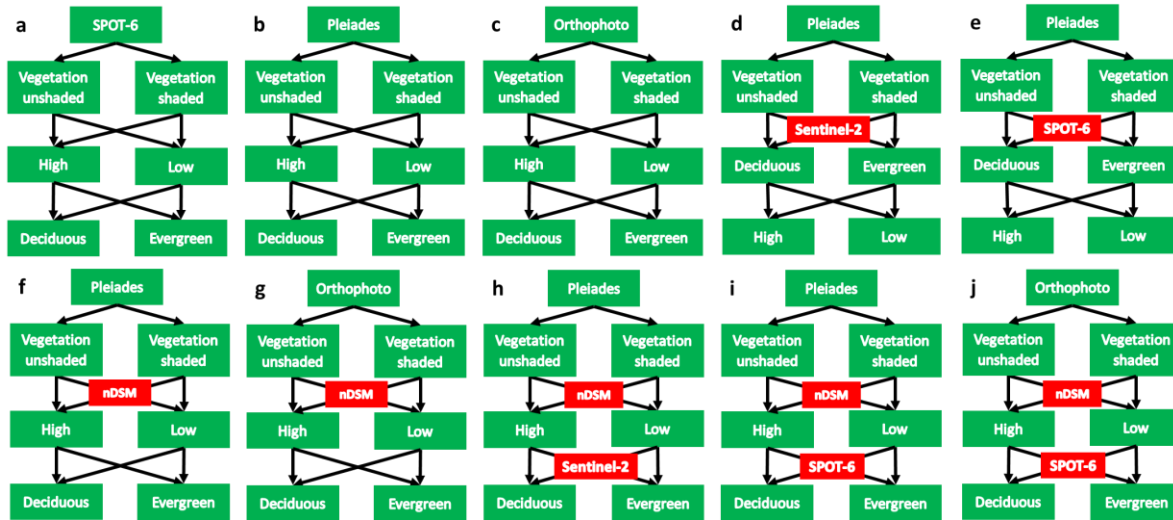 a
SPOT-6
Vegetation
unshaded
Vegetation
shaded
High
Low
Deciduous
Evergreen
b
Pleiades
Vegetation
unshaded
Vegetation
shaded
High
Low
Deciduous
Evergreen
c
Orthophoto
Vegetation
unshaded
Vegetation
shaded
High
Low
Deciduous
Evergreen
d
Pleiades
Vegetation
unshaded
Vegetation
shaded
Sentinel-2
Deciduous
Evergreen
High
Low
e
Pleiades
Vegetation
unshaded
Vegetation
shaded
SPOT-6
Deciduous
Evergreen
High
Low
f
Pleiades
Vegetation
unshaded
Vegetation
shaded
nDSM
High
Low
Deciduous
Evergreen
g
Orthophoto
Vegetation
unshaded
Vegetation
shaded
nDSM
High
Low
Deciduous
Evergreen
h
Pleiades
Vegetation
unshaded
Vegetation
shaded
nDSM
High
Low
Sentinel-2
Deciduous
Evergreen
i
Pleiades
Vegetation
unshaded
Vegetation
shaded
nDSM
High
Low
SPOT-6
Deciduous
Evergreen
j
Orthophoto
Vegetation
unshaded
Vegetation
shaded
nDSM
High
Low
SPOT-6
Deciduous
Evergreen